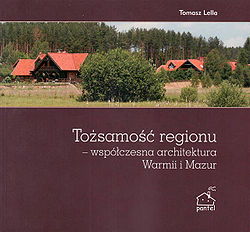 Tomasz Lella
Tożsamość regionu
– współczesna architektura
Warmii i Mazur
pantel